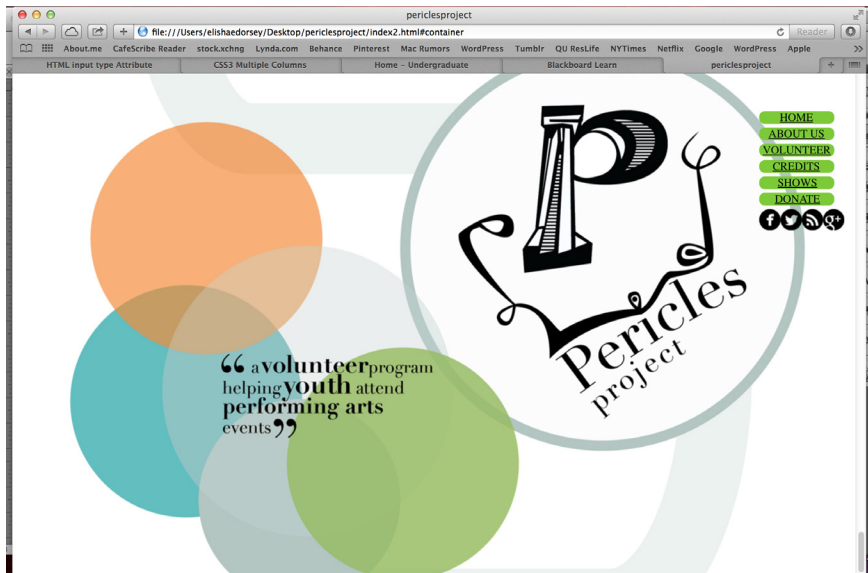 periclesproject
file:///Users/elishaedorsey/Desktop/periclesproject/index2.html#container
Reader
About.me CafeScribe Reader stock.xchng Lynda.com Behance Pinterest Mac Rumors WordPress Tumblr QU ResLife NYTimes Netflix Google WordPress Apple
HTML input type Attribute CSS3 Multiple Columns Home – Undergraduate Blackboard Learn periclesproject
HOME
ABOUT US
VOLUNTEER
CREDITS
SHOWS
DONATE
P
Pericles
project
“ a volunteer program
helping youth attend
performing arts
events ”